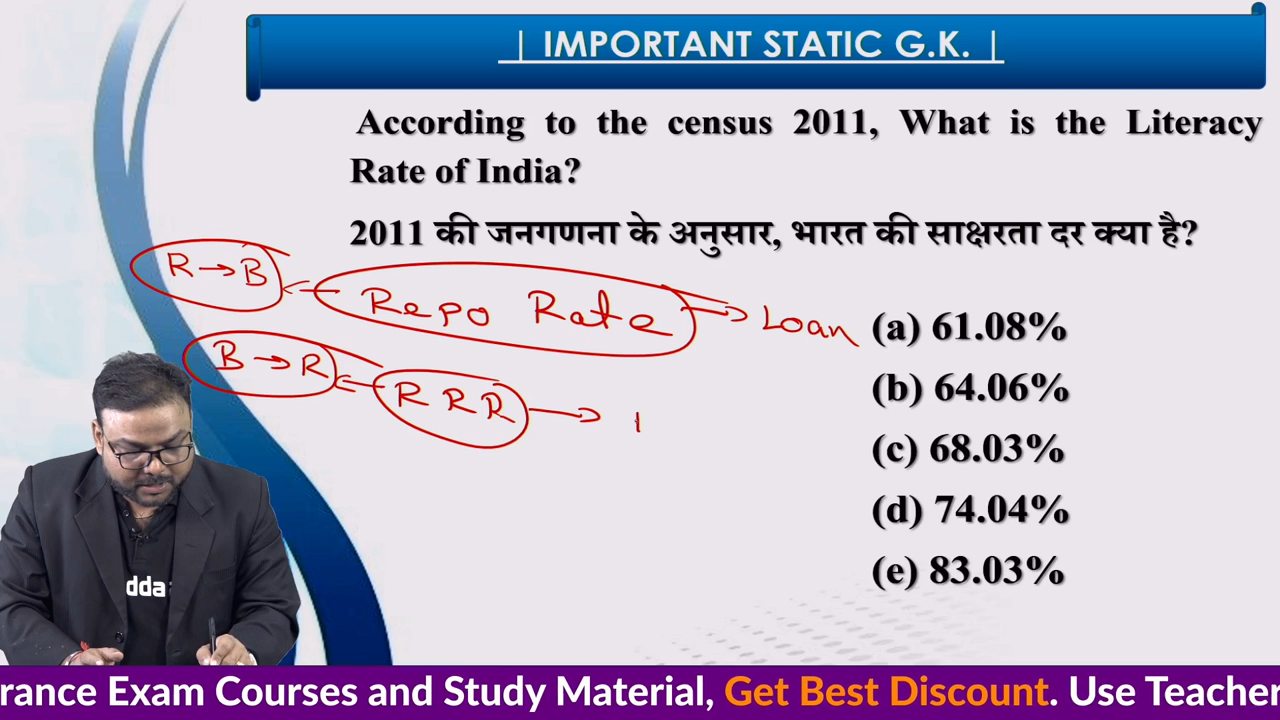 | IMPORTANT STATIC G.K. |
According to the census 2011, What is the Literacy
Rate of India?
2011 की जनगणना के अनुसार, भारत की साक्षरता दर क्या है?
R → B
Repo Rate → Loan
B → R
R R R →
(a) 61.08%
(b) 64.06%
(c) 68.03%
(d) 74.04%
(e) 83.03%
dda
rance Exam Courses and Study Material, Get Best Discount. Use Teacher